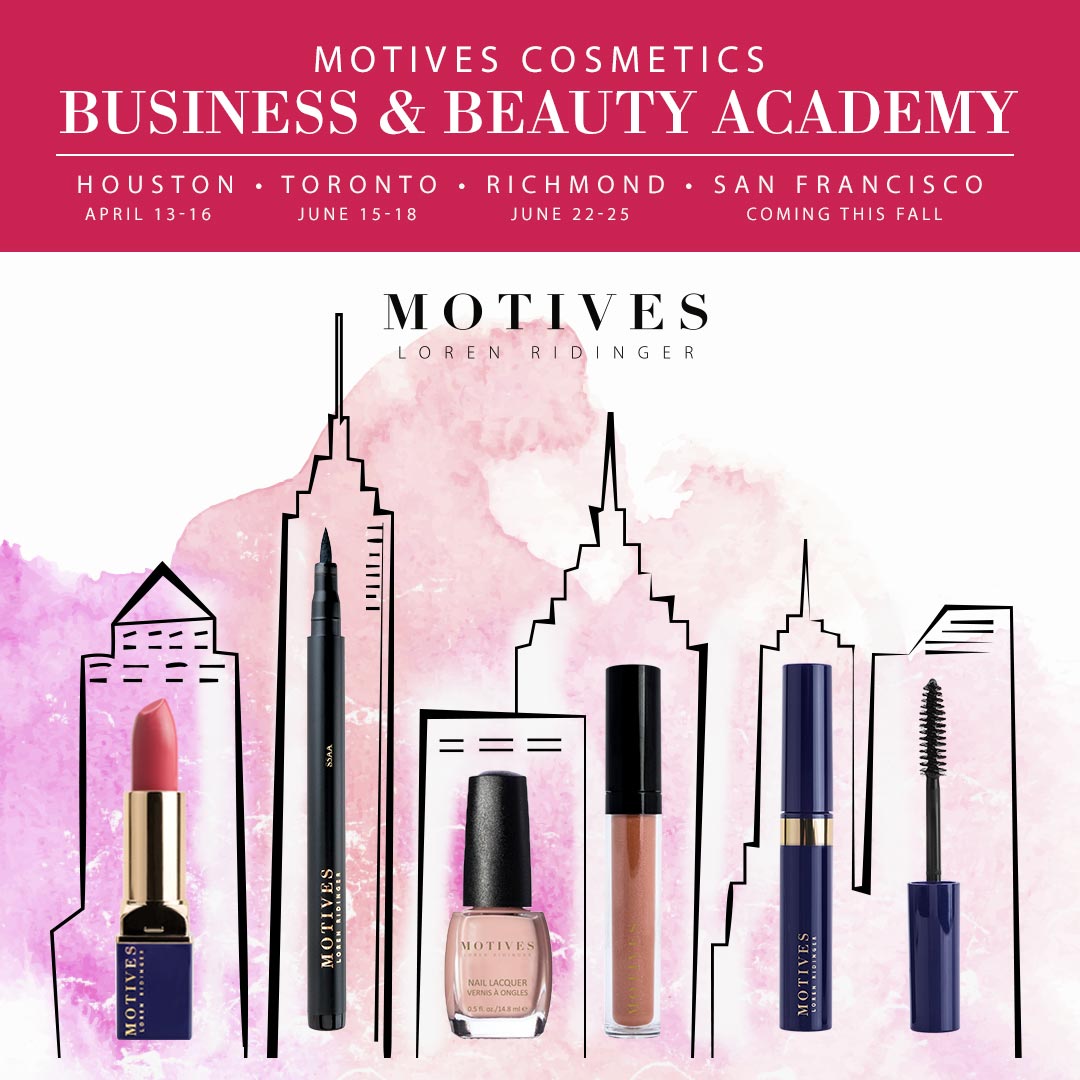 MOTIVES COSMETICS
BUSINESS & BEAUTY ACADEMY
HOUSTON • TORONTO • RICHMOND • SAN FRANCISCO
APRIL 13-16 JUNE 15-18 JUNE 22-25 COMING THIS FALL
MOTIVES
LOREN RIDINGER
MOTIVES
LOREN RIDINGER
MOTIVES
LOREN RIDINGER
MOTIVES
LOREN RIDINGER
NAIL LACQUER
VERNIS À ONGLES
0.5 fl. oz./14.8 ml e
MOTIVES
MOTIVES
LOREN RIDINGER